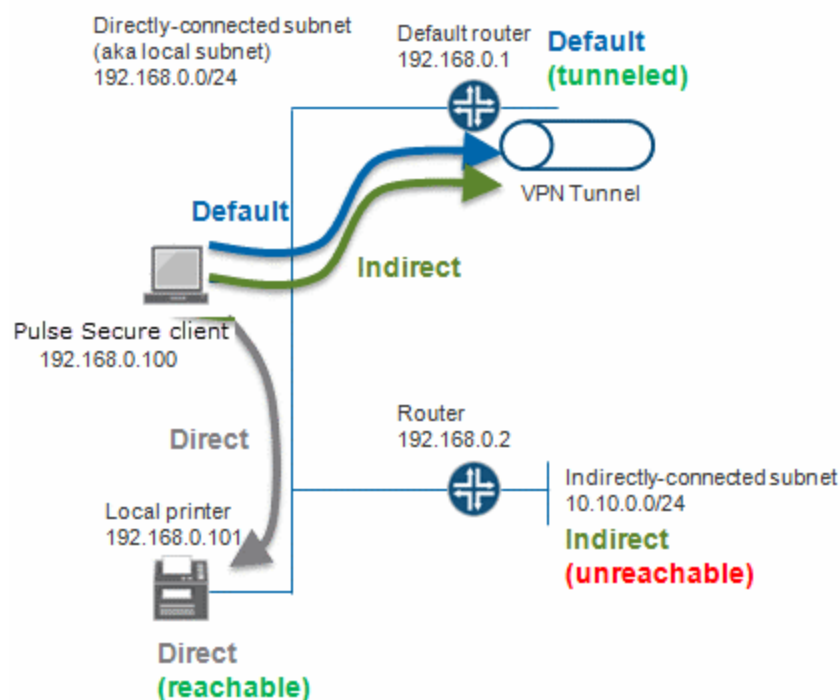 Directly-connected subnet
(aka local subnet)
192.168.0.0/24
Default router
192.168.0.1
Default
(tunneled)
VPN Tunnel
Default
Indirect
Pulse Secure client
192.168.0.100
Direct
Router
192.168.0.2
Indirectly-connected subnet
10.10.0.0/24
Indirect
(unreachable)
Local printer
192.168.0.101
Direct
(reachable)